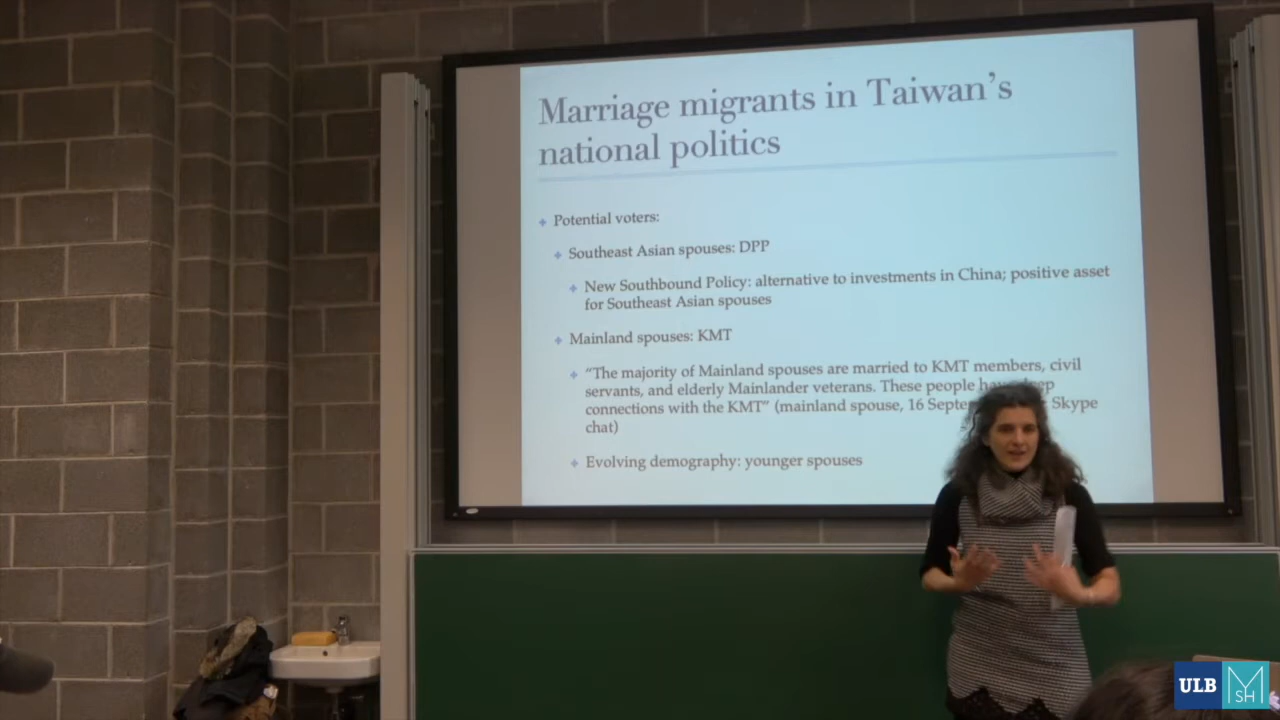 Marriage migrants in Taiwan's
national politics
Potential voters:
Southeast Asian spouses: DPP
New Southbound Policy: alternative to investments in China; positive asset
for Southeast Asian spouses
Mainland spouses: KMT
"The majority of Mainland spouses are married to KMT members, civil
servants, and elderly Mainlander veterans. These people have deep
connections with the KMT" (mainland spouse, 16 Skype
chat)
Evolving demography: younger spouses
ULB
MSH